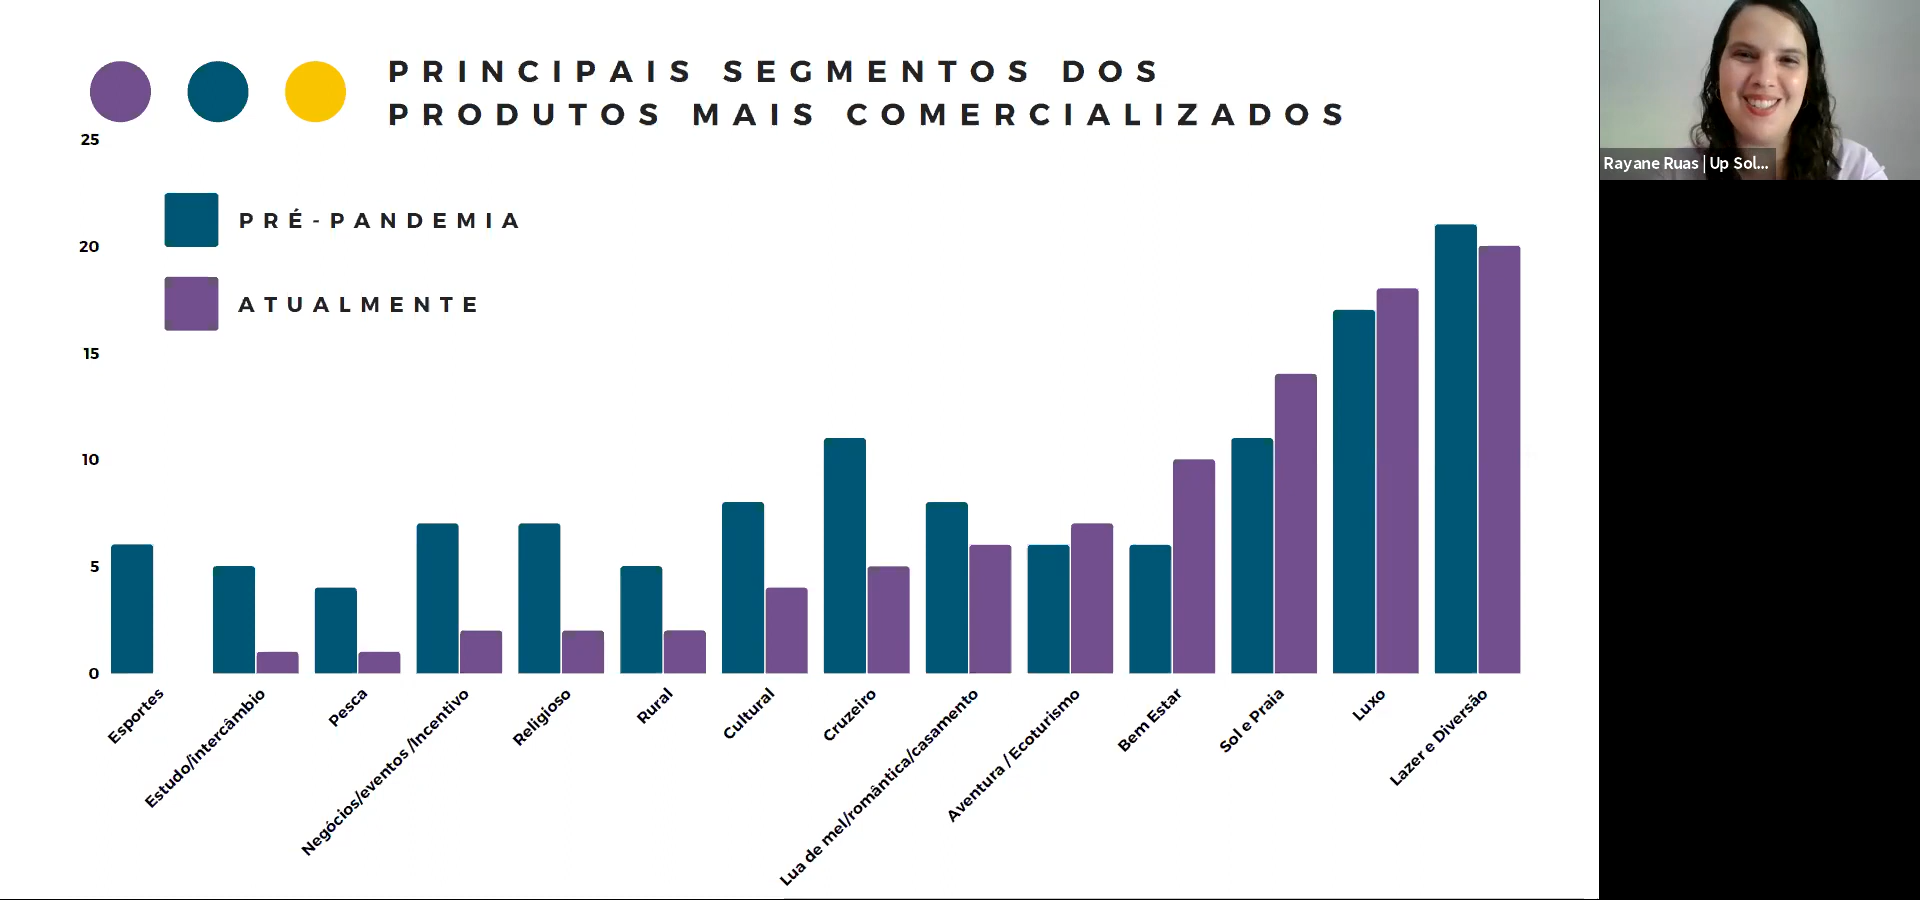 PRINCIPAIS SEGMENTOS DOS
PRODUTOS MAIS COMERCIALIZADOS
25
20
15
10
5
0
PRÉ-PANDEMIA
ATUALMENTE
Esportes
Estudo/intercâmbio
Pesca
Negócios/eventos /Incentivo
Religioso
Rural
Cultural
Cruzeiro
Lua de mel/romântica/casamento
Aventura / Ecoturismo
Bem Estar
Sol e Praia
Luxo
Lazer e Diversão
Rayane Ruas | Up Sol...